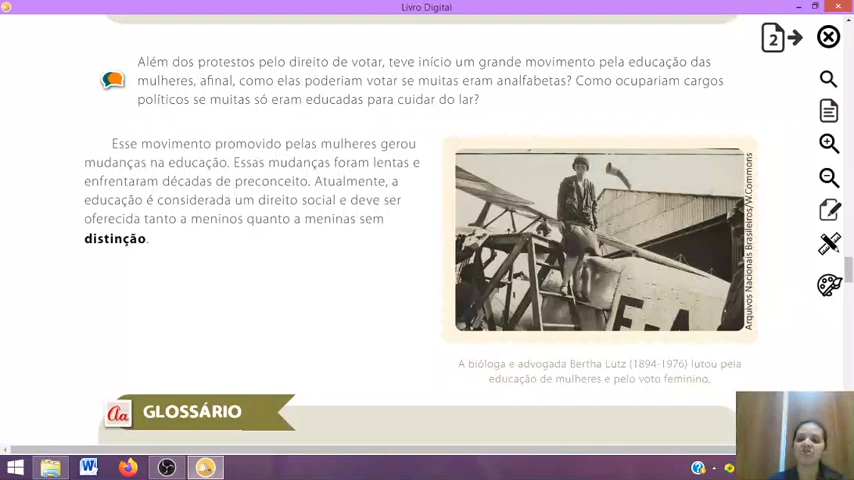 Livro Digital
2
Além dos protestos pelo direito de votar, teve início um grande movimento pela educação das
mulheres, afinal, como elas poderiam votar se muitas eram analfabetas? Como ocupariam cargos
políticos se muitas só eram educadas para cuidar do lar?
Esse movimento promovido pelas mulheres gerou
mudanças na educação. Essas mudanças foram lentas e
enfrentaram décadas de preconceito. Atualmente, a
educação é considerada um direito social e deve ser
oferecida tanto a meninos quanto a meninas sem
distinção.
Arquivos Nacionais Brasileiros/W.Commons
A bióloga e advogada Bertha Lutz (1894-1976) lutou pela
educação de mulheres e pelo voto feminino.
Aa GLOSSÁRIO